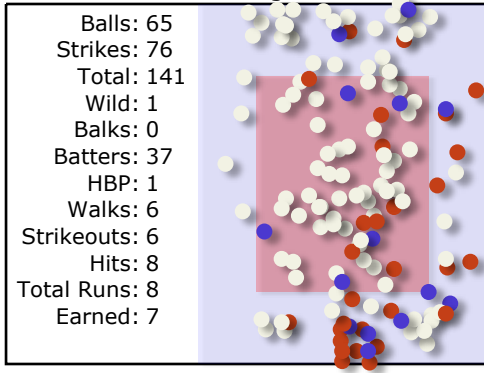 Balls: 65
Strikes: 76
Total: 141
Wild: 1
Balks: 0
Batters: 37
HBP: 1
Walks: 6
Strikeouts: 6
Hits: 8
Total Runs: 8
Earned: 7